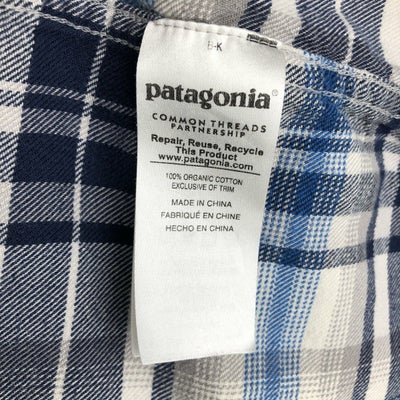 B-K
patagonia®
COMMON THREADS
PARTNERSHIP
Repair, Reuse, Recycle
This Product
www.patagonia.com
100% ORGANIC COTTON
EXCLUSIVE OF TRIM
MADE IN CHINA
FABRIQUÉ EN CHINE
HECHO EN CHINA